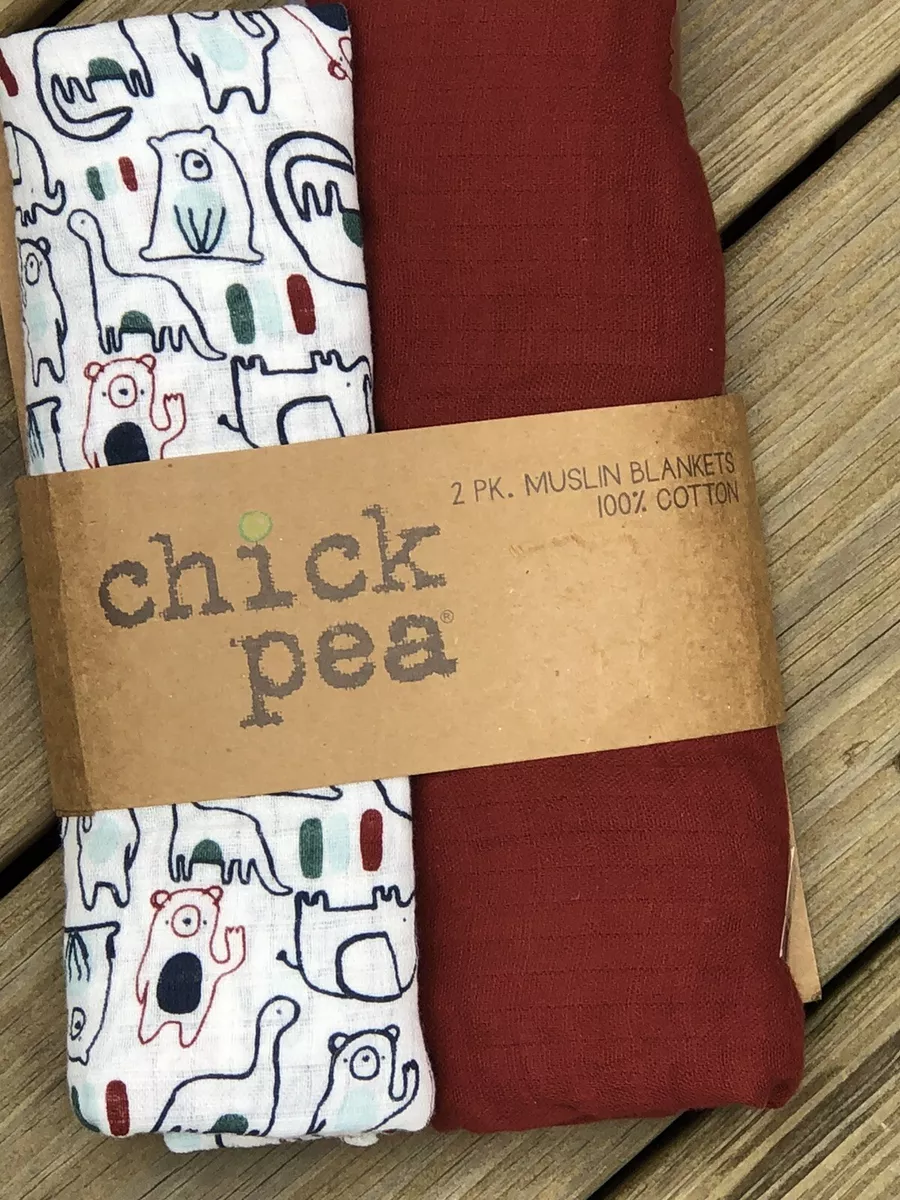 2 PK. MUSLIN BLANKETS
100% COTTON
chick
pea®